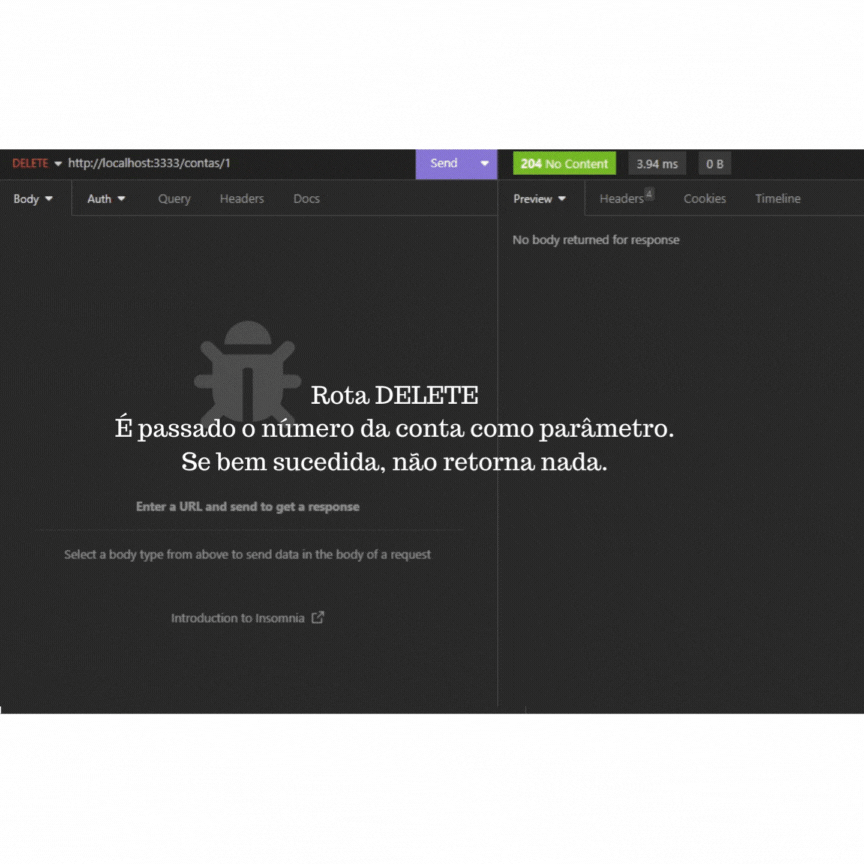 DELETE http://localhost:3333/contas/1 Send 204 No Content 3.94 ms 0 B
Body Auth Query Headers Docs Preview Headers 4 Cookies Timeline
No body returned for response
Rota DELETE
É passado o número da conta como parâmetro.
Se bem sucedida, não retorna nada.
Enter a URL and send to get a response
Select a body type from above to send data in the body of a request
Introduction to Insomnia